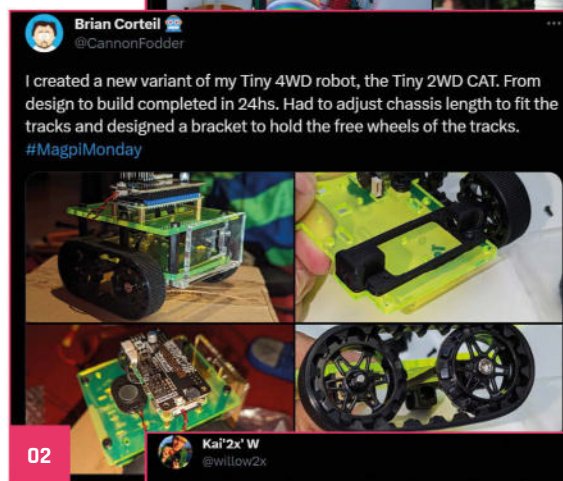 Brian Corteil
@CannonFodder
I created a new variant of my Tiny 4WD robot, the Tiny 2WD CAT. From
design to build completed in 24hs. Had to adjust chassis length to fit the
tracks and designed a bracket to hold the free wheels of the tracks.
#MagpiMonday
02
Kai'2x' W
@willow2x